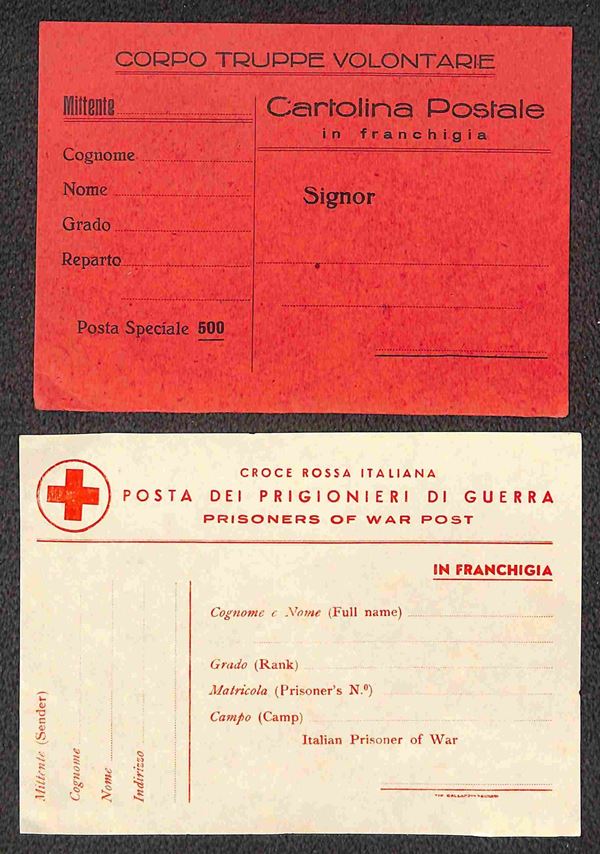 CORPO TRUPPE VOLONTARIE
Mittente
Cognome
Nome
Grado
Reparto
Posta Speciale 500
Cartolina Postale
in franchigia
Signor
CROCE ROSSA ITALIANA
POSTA DEI PRIGIONIERI DI GUERRA
PRISONERS OF WAR POST
IN FRANCHIGIA
Mittente (Sender)
Cognome
Nome
Indirizzo
Cognome e Nome (Full name)
Grado (Rank)
Matricola (Prisoner's N.º)
Campo (Camp)
Italian Prisoner of War